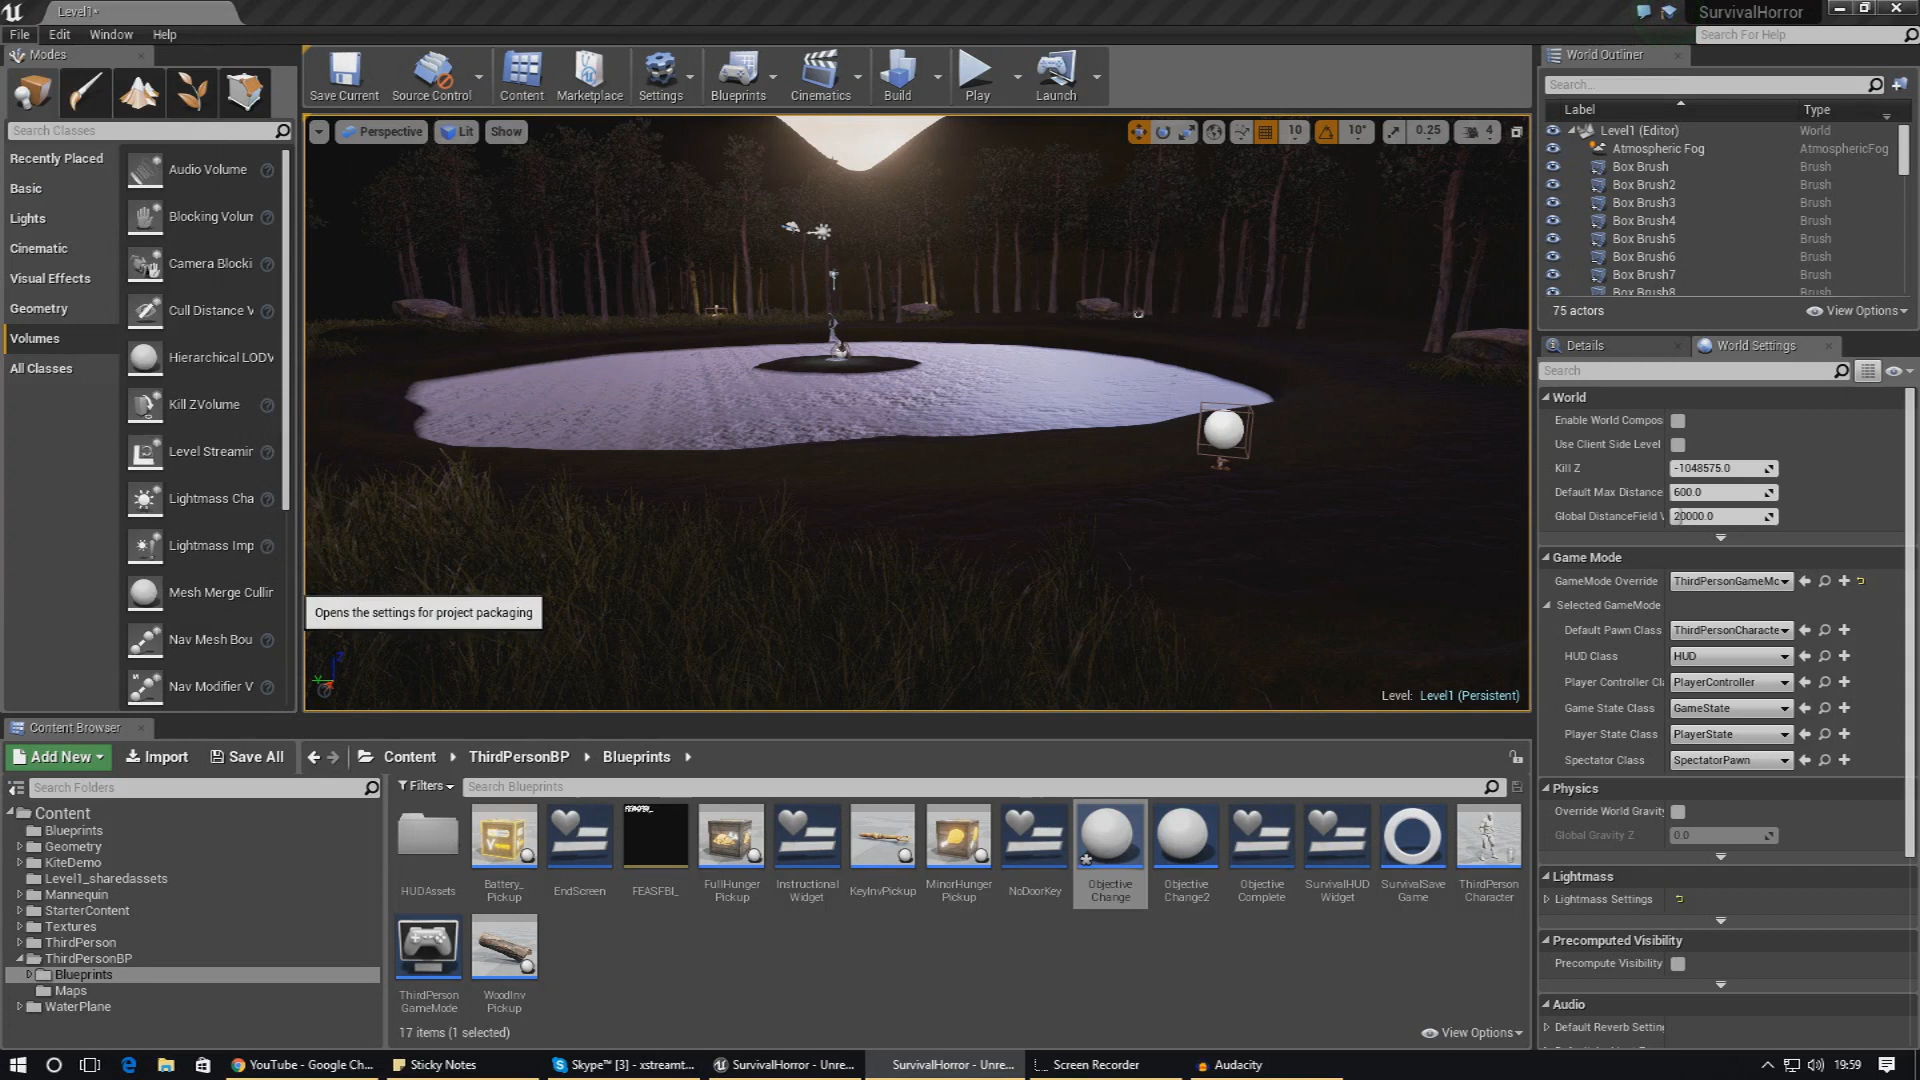 Level1*
SurvivalHorror
File Edit Window Help
Search For Help
Modes
Save Current
Source Control
Content
Marketplace
Settings
Blueprints
Cinematics
Build
Play
Launch
World Outliner
Search...
Label Type
Level1 (Editor) World
Atmospheric Fog AtmosphericFog
Box Brush Brush
Box Brush2 Brush
Box Brush3 Brush
Box Brush4 Brush
Box Brush5 Brush
Box Brush6 Brush
Box Brush7 Brush
Box Brush8 Brush
75 actors
View Options
Search Classes
Recently Placed
Basic
Lights
Cinematic
Visual Effects
Geometry
Volumes
All Classes
Audio Volume
Blocking Volum
Camera Blocki
Cull Distance V
Hierarchical LODV
Kill ZVolume
Level Streamin
Lightmass Cha
Lightmass Imp
Mesh Merge Cullin
Nav Mesh Bou
Nav Modifier V
Perspective
Lit
Show
10
10°
0.25
4
Opens the settings for project packaging
Level: Level1 (Persistent)
Details
World Settings
Search
World
Enable World Compos
Use Client Side Level
Kill Z -1048575.0
Default Max Distance 600.0
Global DistanceField V 20000.0
Game Mode
GameMode Override ThirdPersonGameMo
Selected GameMode
Default Pawn Class ThirdPersonCharacte
HUD Class HUD
Player Controller Cla PlayerController
Game State Class GameState
Player State Class PlayerState
Spectator Class SpectatorPawn
Physics
Override World Gravity
Global Gravity Z 0.0
Lightmass
Lightmass Settings
Precomputed Visibility
Precompute Visibility
Audio
Default Reverb Setting
Content Browser
Add New
Import
Save All
Content
ThirdPersonBP
Blueprints
Search Folders
Filters
Search Blueprints
Content
Blueprints
Geometry
KiteDemo
Level1_sharedassets
Mannequin
StarterContent
Textures
ThirdPerson
ThirdPersonBP
Blueprints
Maps
WaterPlane
HUDAssets
Battery_
Pickup
EndScreen
FEASFBI_
FullHunger
Pickup
Instructional
Widget
KeyInvPickup
MinorHunger
Pickup
NoDoorKey
Objective
Change
Objective
Change2
Objective
Complete
SurvivalHUD
Widget
SurvivalSave
Game
ThirdPerson
Character
ThirdPerson
GameMode
WoodInv
Pickup
17 items (1 selected)
View Options
YouTube - Google Ch...
Sticky Notes
Skype™ [3] - xstreamt...
SurvivalHorror - Unre...
SurvivalHorror - Unre...
Screen Recorder
Audacity
19:59